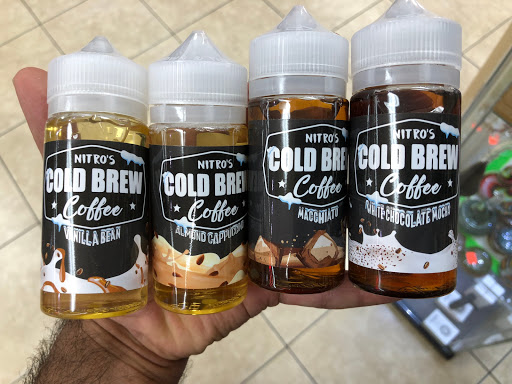 NITRO'S
COLD BREW
Coffee
VANILLA BEAN
NITRO'S
COLD BREW
Coffee
ALMOND CAPPUCCINO
NITRO'S
COLD BREW
Coffee
MACCHIATO
NITRO'S
COLD BREW
Coffee
WHITE CHOCOLATE MOCHA